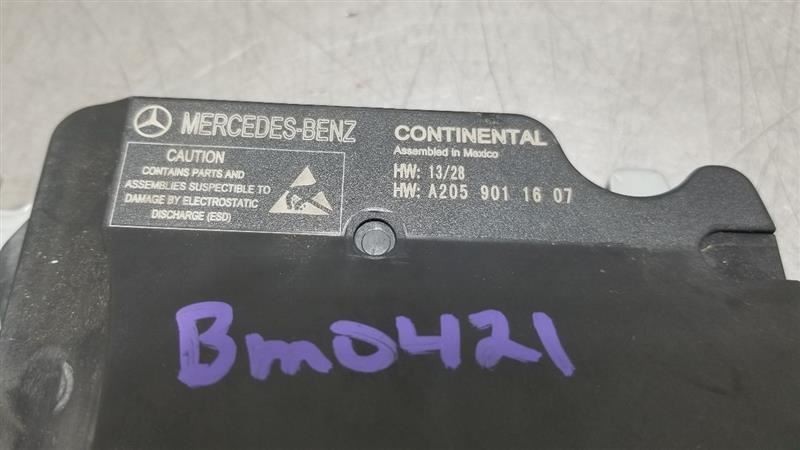 MERCEDES-BENZ
CAUTION
CONTAINS PARTS AND
ASSEMBLIES SUSPECTIBLE TO
DAMAGE BY ELECTROSTATIC
DISCHARGE (ESD)
CONTINENTAL
Assembled in Mexico
HW: 13/28
HW: A205 901 16 07
Bm0421